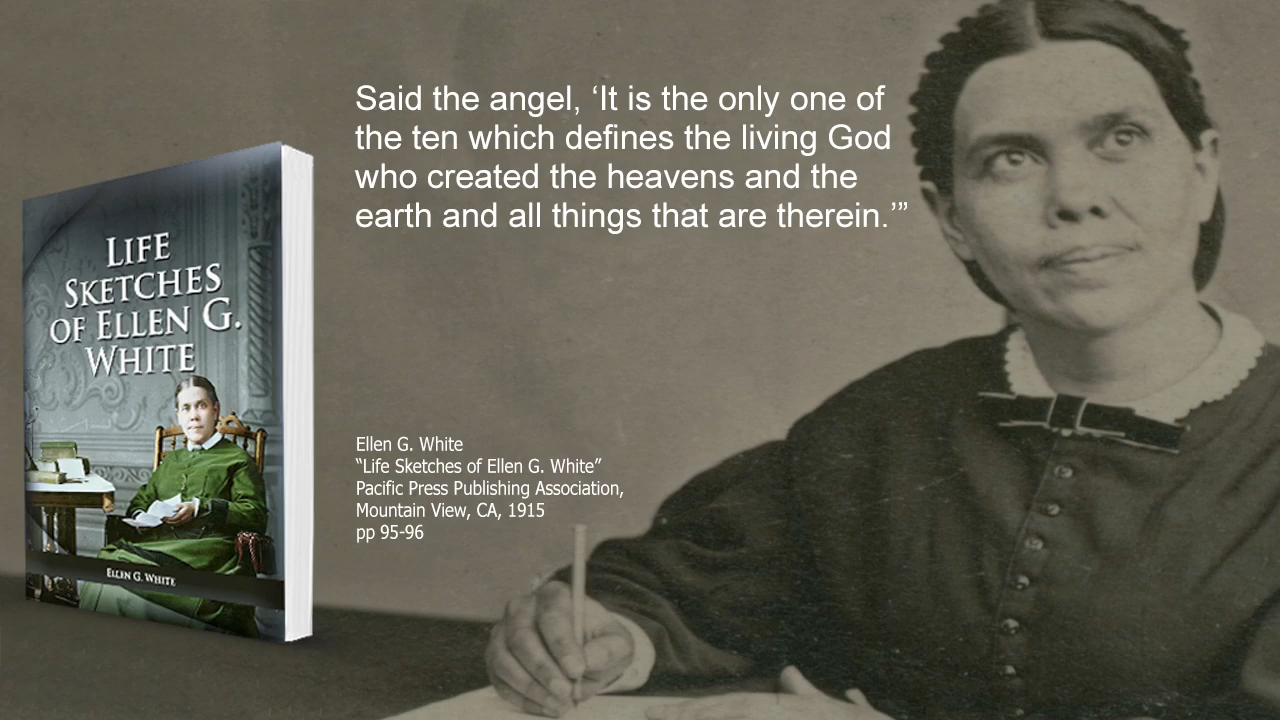 Said the angel, ‘It is the only one of
the ten which defines the living God
who created the heavens and the
earth and all things that are therein.’”
LIFE
SKETCHES
OF ELLEN G.
WHITE
ELLEN G. WHITE
Ellen G. White
“Life Sketches of Ellen G. White”
Pacific Press Publishing Association,
Mountain View, CA, 1915
pp 95-96